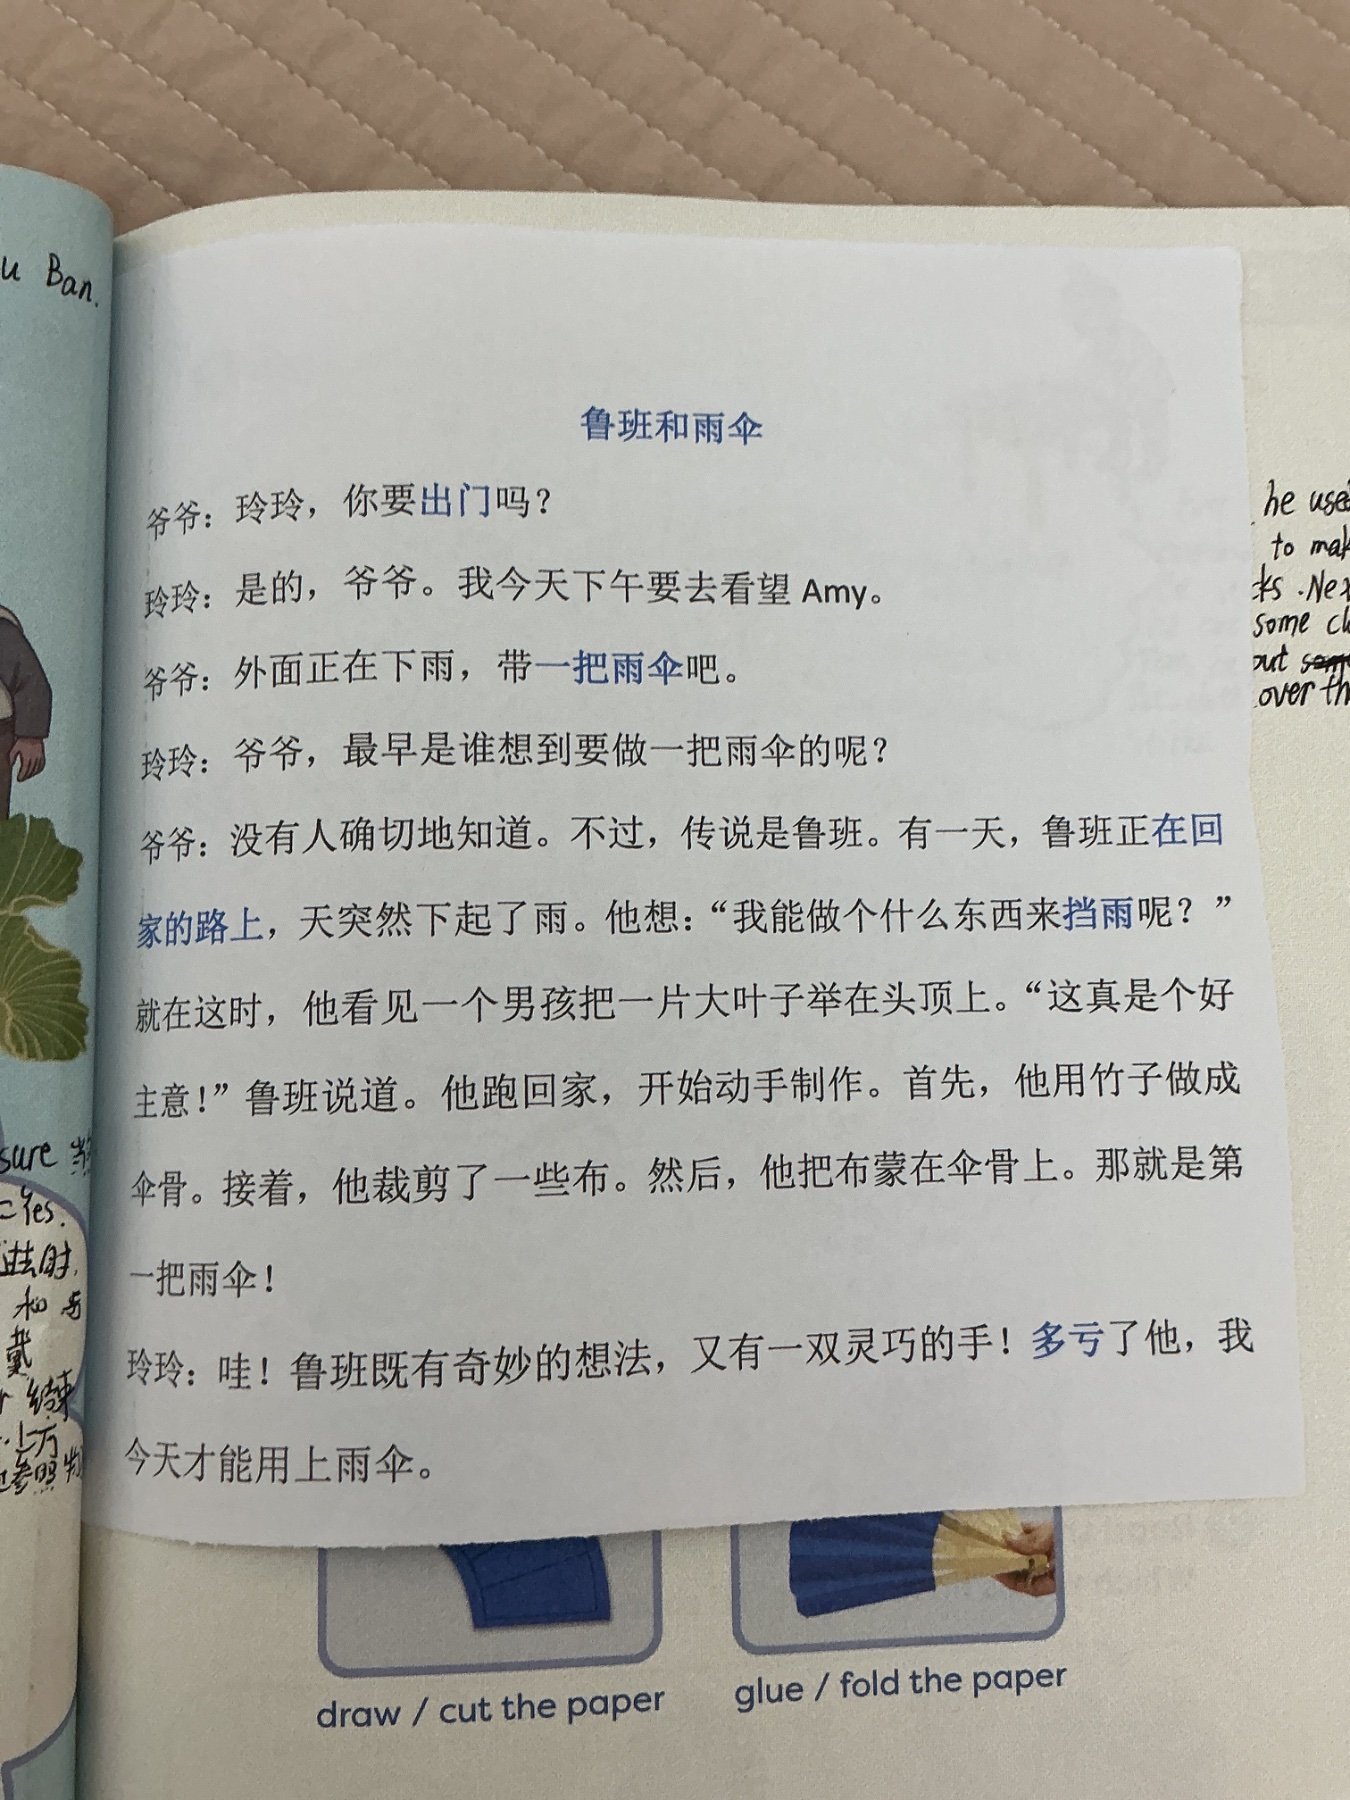 Ban.
鲁班和雨伞
爷爷：玲玲，你要出门吗？
玲玲：是的，爷爷。我今天下午要去看望 Amy。
爷爷：外面正在下雨，带一把雨伞吧。
玲玲：爷爷，最早是谁想到要做一把雨伞的呢？
爷爷：没有人确切地知道。不过，传说是鲁班。有一天，鲁班正在回
家的路上，天突然下起了雨。他想：“我能做个什么东西来挡雨呢？”
就在这时，他看见一个男孩把一片大叶子举在头顶上。“这真是个好
主意！”鲁班说道。他跑回家，开始动手制作。首先，他用竹子做成
伞骨。接着，他裁剪了一些布。然后，他把布蒙在伞骨上。那就是第
一把雨伞！
玲玲：哇！鲁班既有奇妙的想法，又有一双灵巧的手！多亏了他，我
今天才能用上雨伞。
he
to
some
over
sure
Yes.
戴
结束
上方
参照
draw / cut the paper
glue / fold the paper